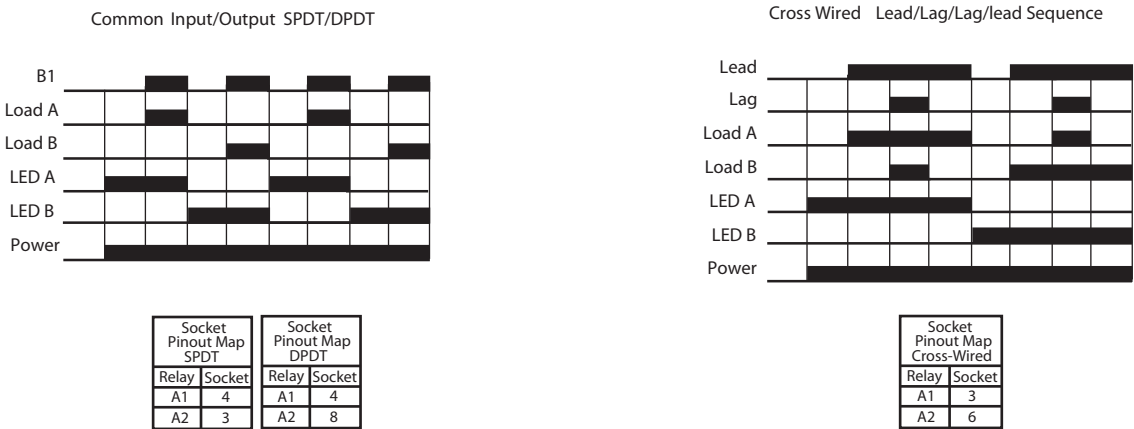 Common Input/Output SPDT/DPDT
B1
Load A
Load B
LED A
LED B
Power
Socket
Pinout Map
SPDT
Relay Socket
A1 4
A2 3
Socket
Pinout Map
DPDT
Relay Socket
A1 4
A2 8
Cross Wired Lead/Lag/Lag/lead Sequence
Lead
Lag
Load A
Load B
LED A
LED B
Power
Socket
Pinout Map
Cross-Wired
Relay Socket
A1 3
A2 6